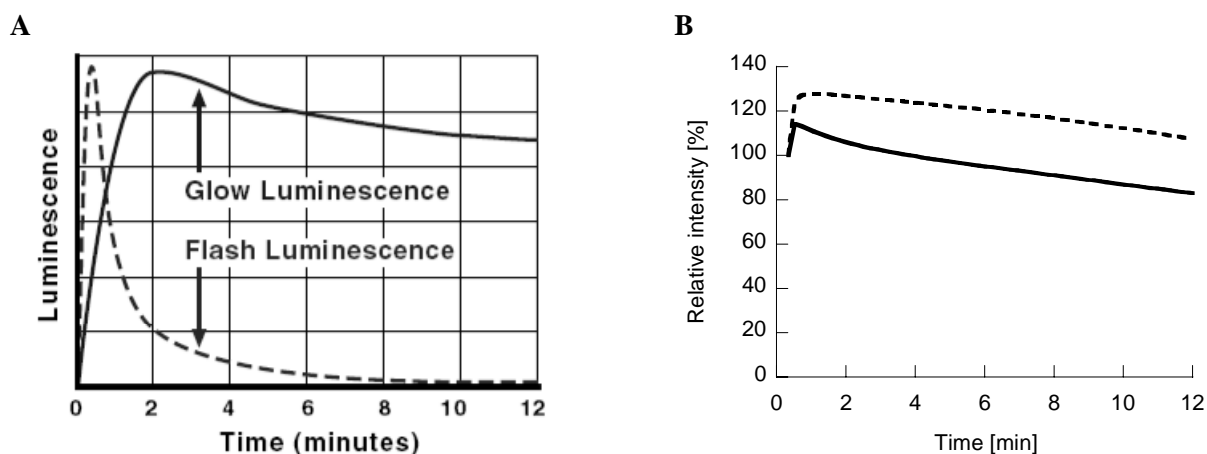 A
Luminescence
Glow Luminescence
Flash Luminescence
0 2 4 6 8 10 12
Time (minutes)
B
Relative intensity [%]
140
120
100
80
60
40
20
0
0 2 4 6 8 10 12
Time [min]